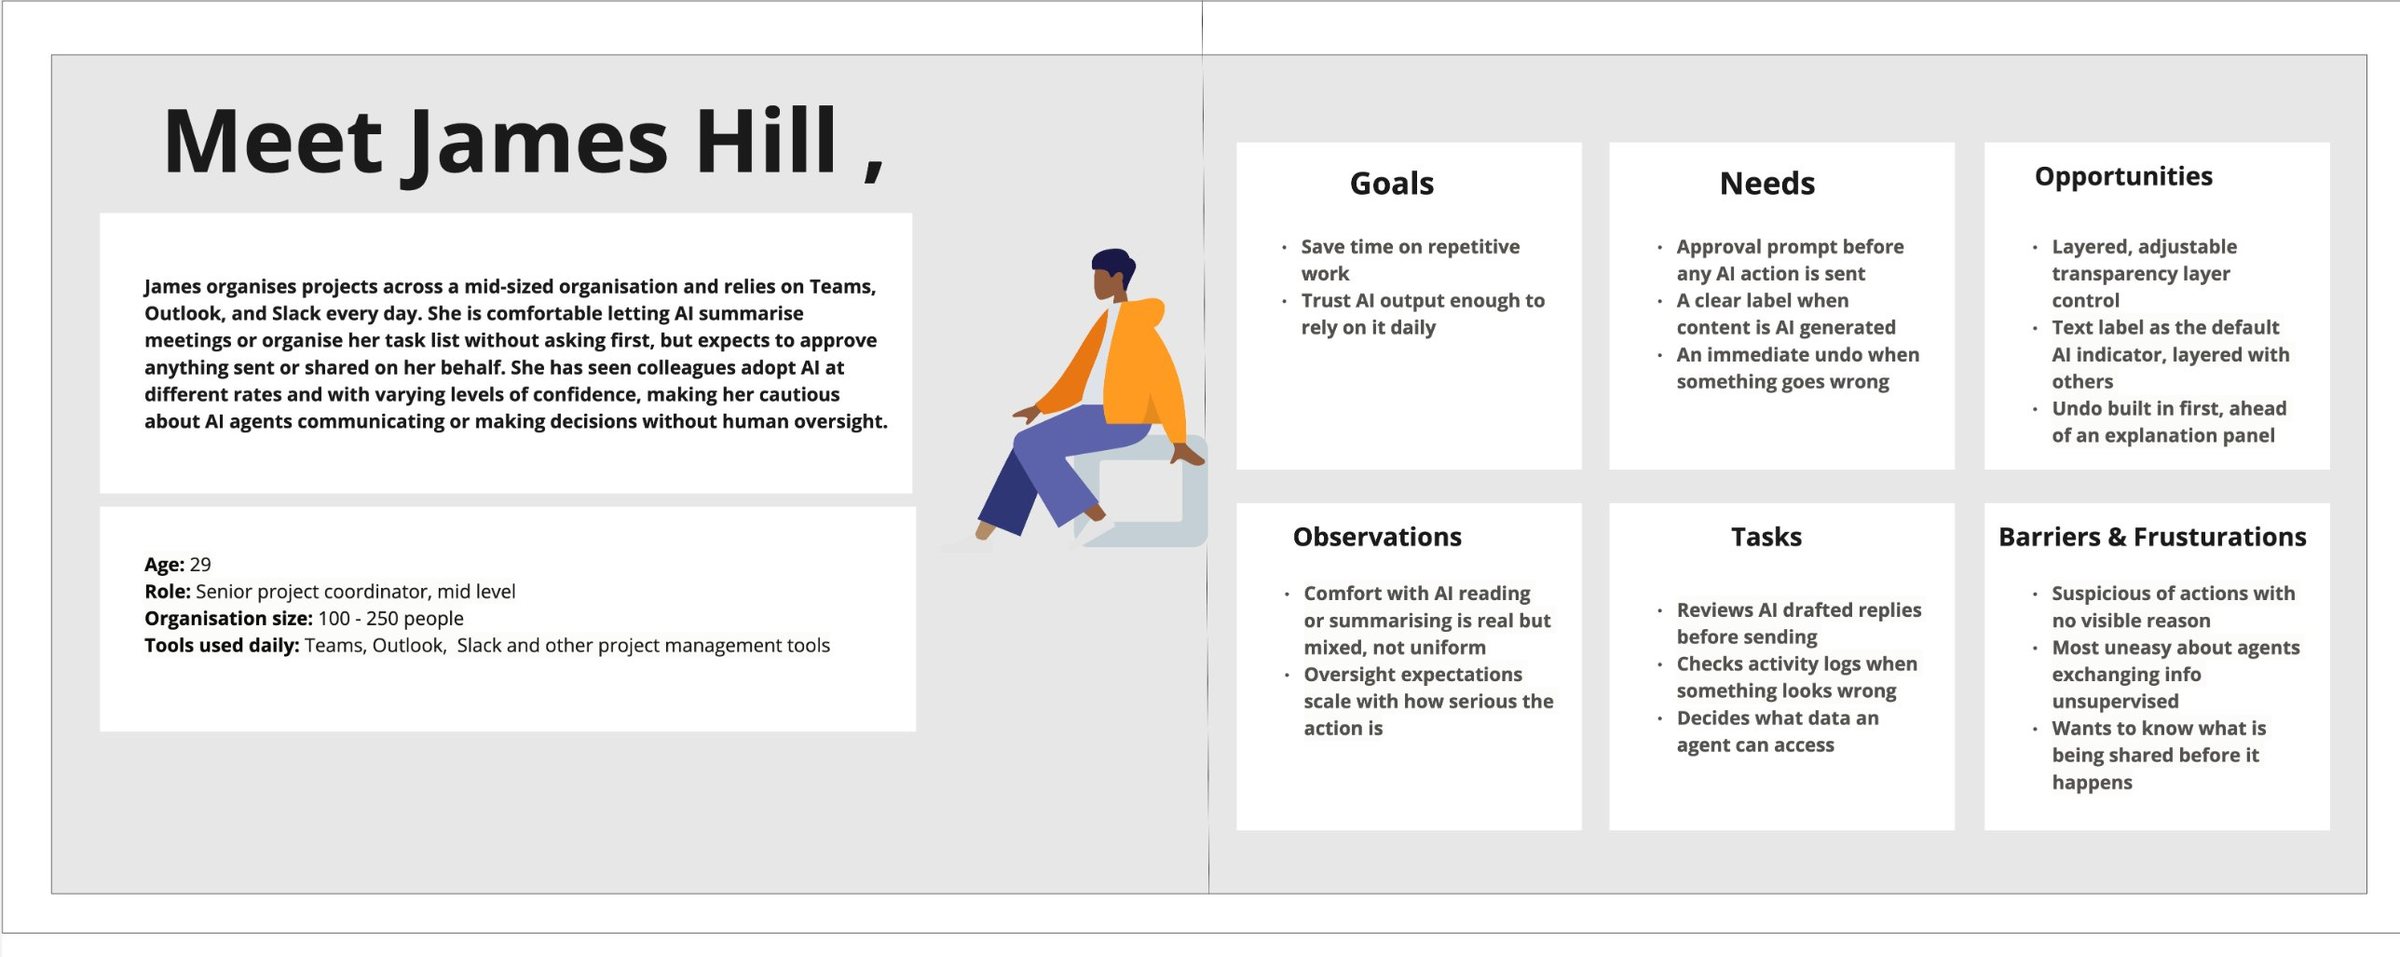 Meet James Hill ,
James organises projects across a mid-sized organisation and relies on Teams,
Outlook, and Slack every day. She is comfortable letting AI summarise
meetings or organise her task list without asking first, but expects to approve
anything sent or shared on her behalf. She has seen colleagues adopt AI at
different rates and with varying levels of confidence, making her cautious
about AI agents communicating or making decisions without human oversight.
Age: 29
Role: Senior project coordinator, mid level
Organisation size: 100 - 250 people
Tools used daily: Teams, Outlook,  Slack and other project management tools
Goals
· Save time on repetitive
work
· Trust AI output enough to
rely on it daily
Needs
· Approval prompt before
any AI action is sent
· A clear label when
content is AI generated
· An immediate undo when
something goes wrong
Opportunities
· Layered, adjustable
transparency layer
control
· Text label as the default
AI indicator, layered with
others
· Undo built in first, ahead
of an explanation panel
Observations
· Comfort with AI reading
or summarising is real but
mixed, not uniform
· Oversight expectations
scale with how serious the
action is
Tasks
· Reviews AI drafted replies
before sending
· Checks activity logs when
something looks wrong
· Decides what data an
agent can access
Barriers & Frusturations
· Suspicious of actions with
no visible reason
· Most uneasy about agents
exchanging info
unsupervised
· Wants to know what is
being shared before it
happens